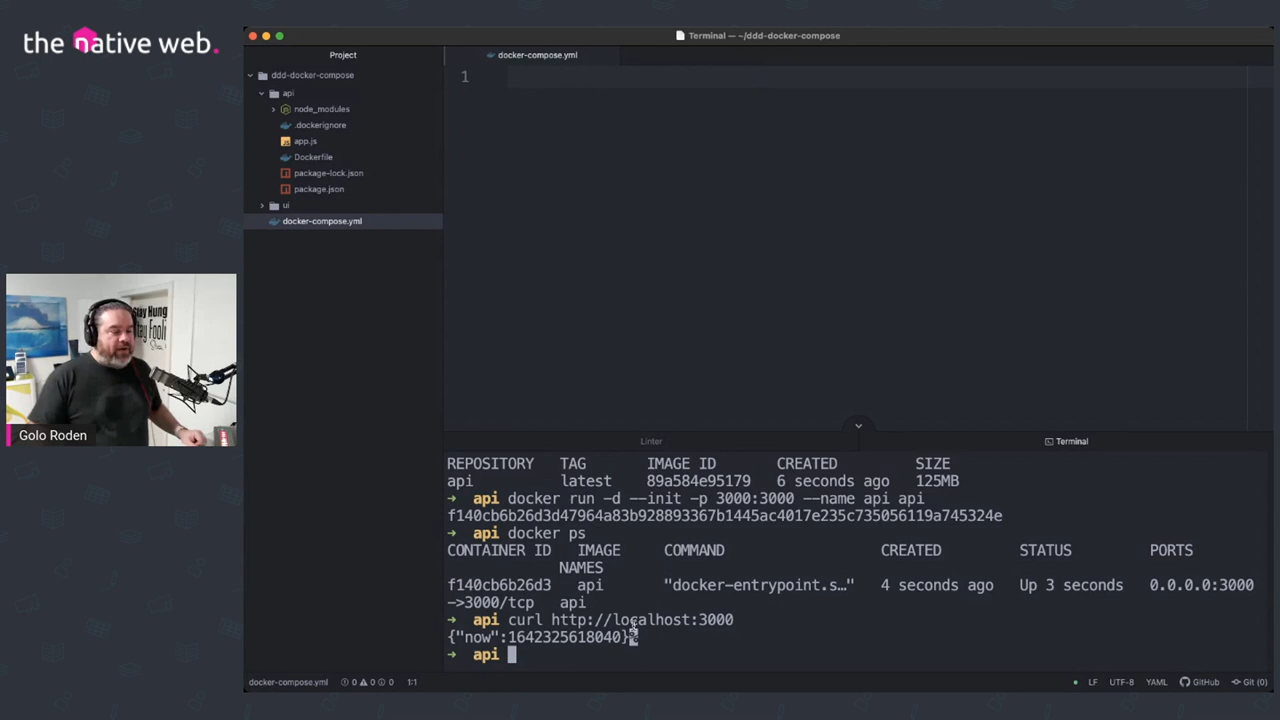 the native web.
Terminal — ~/ddd-docker-compose
Project
docker-compose.yml
ddd-docker-compose
api
node_modules
.dockerignore
app.js
Dockerfile
package-lock.json
package.json
ui
docker-compose.yml
1
Stay Hung
Stay Fooli
Golo Roden
Linter
Terminal
REPOSITORY TAG IMAGE ID CREATED SIZE
api latest 89a584e95179 6 seconds ago 125MB
➜ api docker run -d --init -p 3000:3000 --name api api
f140cb6b26d3d47964a83b928893367b1445ac4017e235c735056119a745324e
➜ api docker ps
CONTAINER ID IMAGE COMMAND CREATED STATUS PORTS
NAMES
f140cb6b26d3 api "docker-entrypoint.s…" 4 seconds ago Up 3 seconds 0.0.0.0:3000
->3000/tcp api
➜ api curl http://localhost:3000
{"now":1642325618040}%
➜ api
docker-compose.yml 0 0 0 1:1 LF UTF-8 YAML GitHub Git (0)